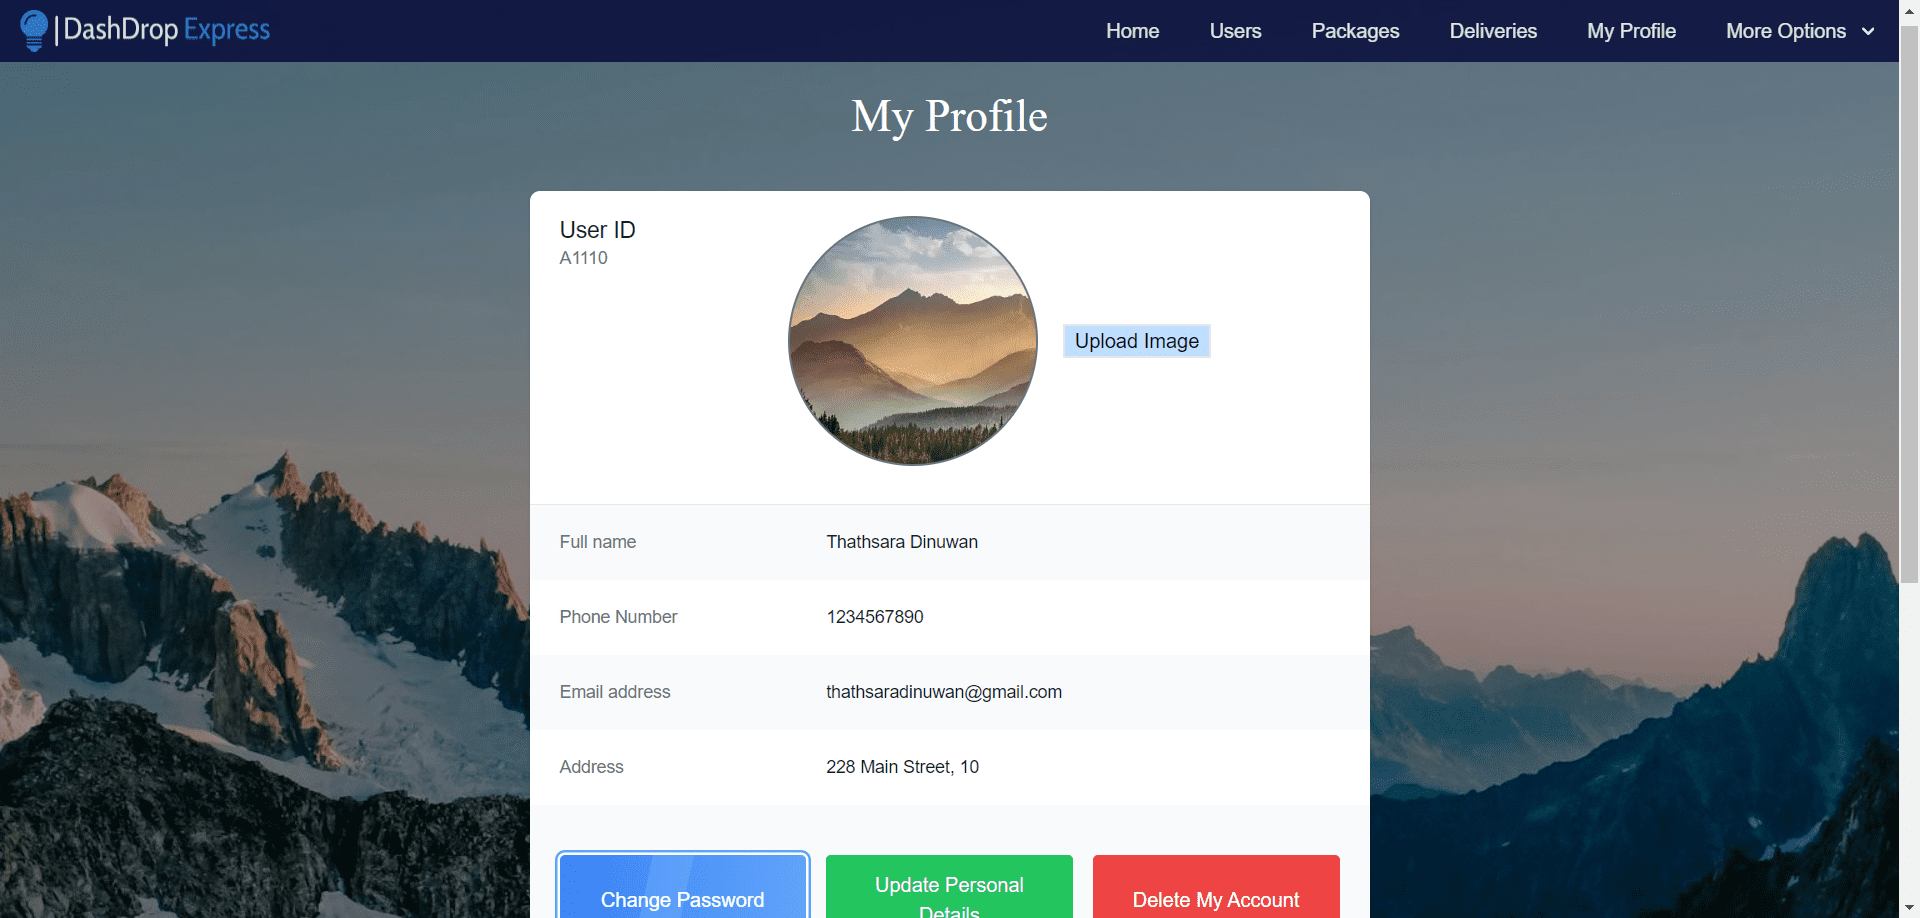 |DashDrop Express
Home Users Packages Deliveries My Profile More Options
My Profile
User ID
A1110
Upload Image
Full name Thathsara Dinuwan
Phone Number 1234567890
Email address thathsaradinuwan@gmail.com
Address 228 Main Street, 10
Change Password
Update Personal
Details
Delete My Account